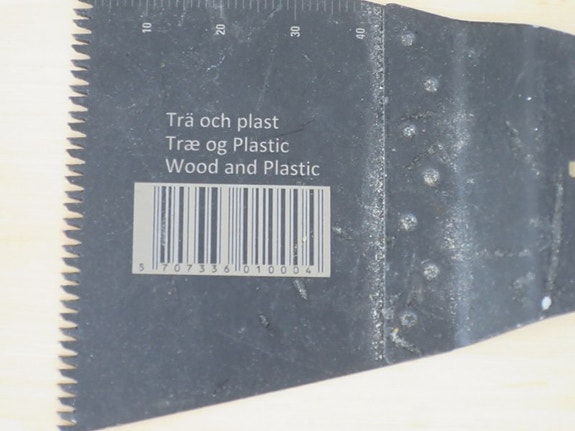 10 20 30 40
Trä och plast
Træ og Plastic
Wood and Plastic
5 707336 010004